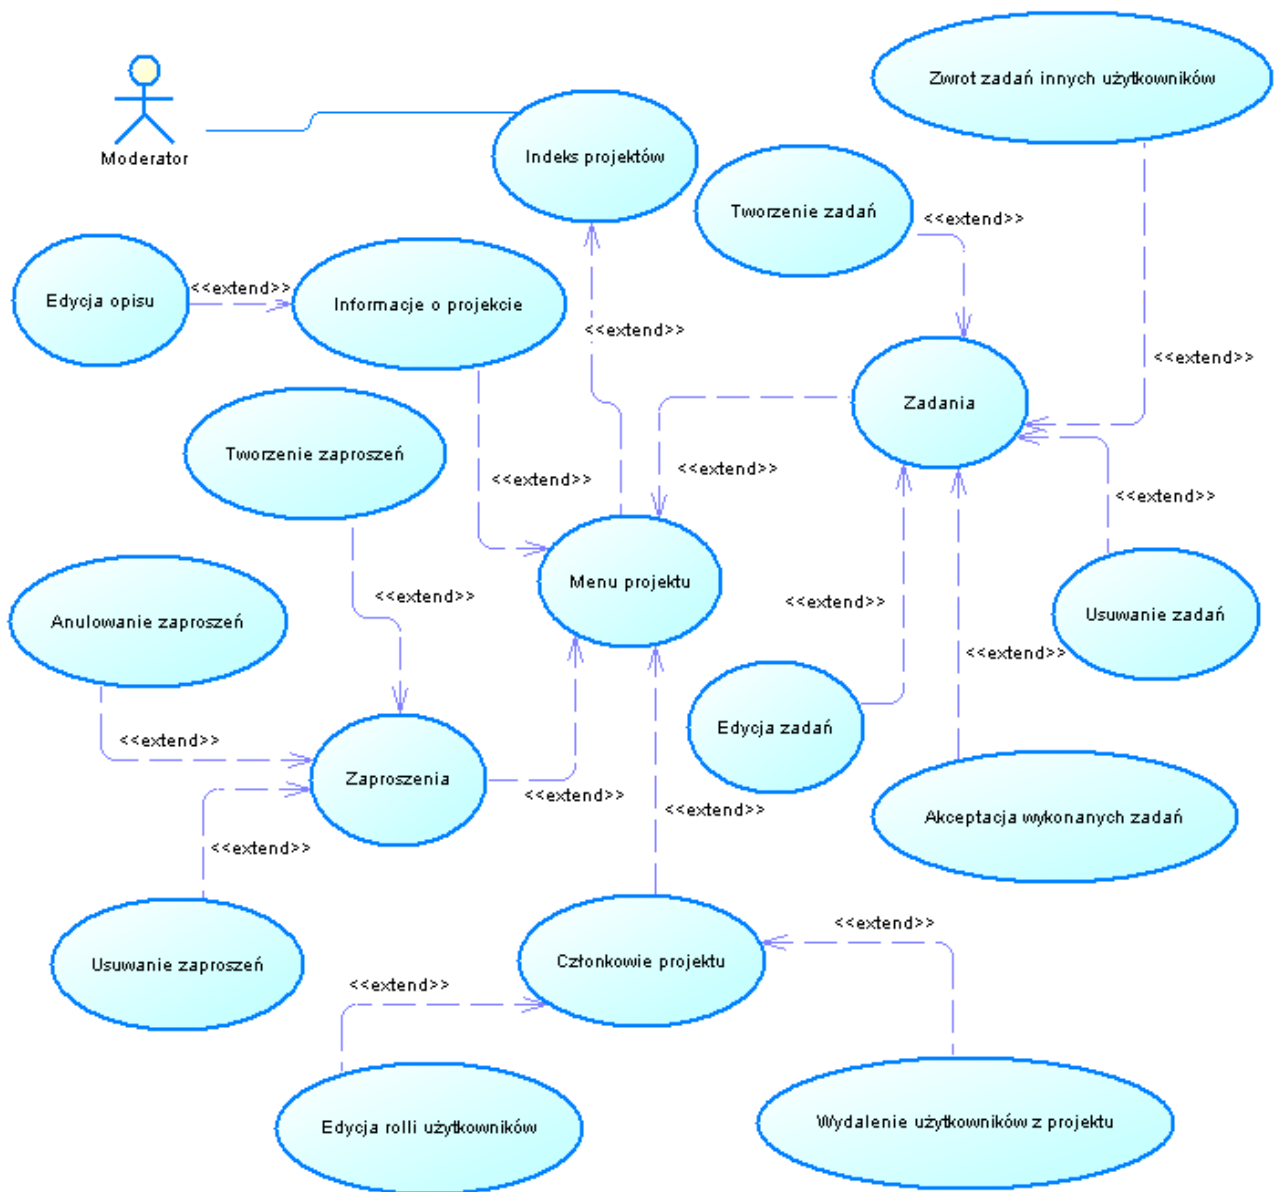 Zwrot zadań innych użytkowników
Moderator
Indeks projektów
Tworzenie zadań
<<extend>>
Edycja opisu
<<extend>>
Informacje o projekcie
<<extend>>
<<extend>>
Zadania
Tworzenie zaproszeń
<<extend>>
<<extend>>
<<extend>>
Menu projektu
<<extend>>
<<extend>>
Anulowanie zaproszeń
Usuwanie zadań
<<extend>>
Edycja zadań
<<extend>>
Zaproszenia
<<extend>>
<<extend>>
Akceptacja wykonanych zadań
<<extend>>
<<extend>>
Usuwanie zaproszeń
Członkowie projektu
<<extend>>
Edycja rolli użytkowników
Wydalenie użytkowników z projektu